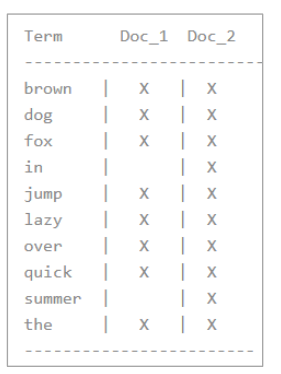 Term Doc_1 Doc_2
-------------------------
brown | X | X
dog | X | X
fox | X | X
in | | X
jump | X | X
lazy | X | X
over | X | X
quick | X | X
summer | | X
the | X | X
------------------------